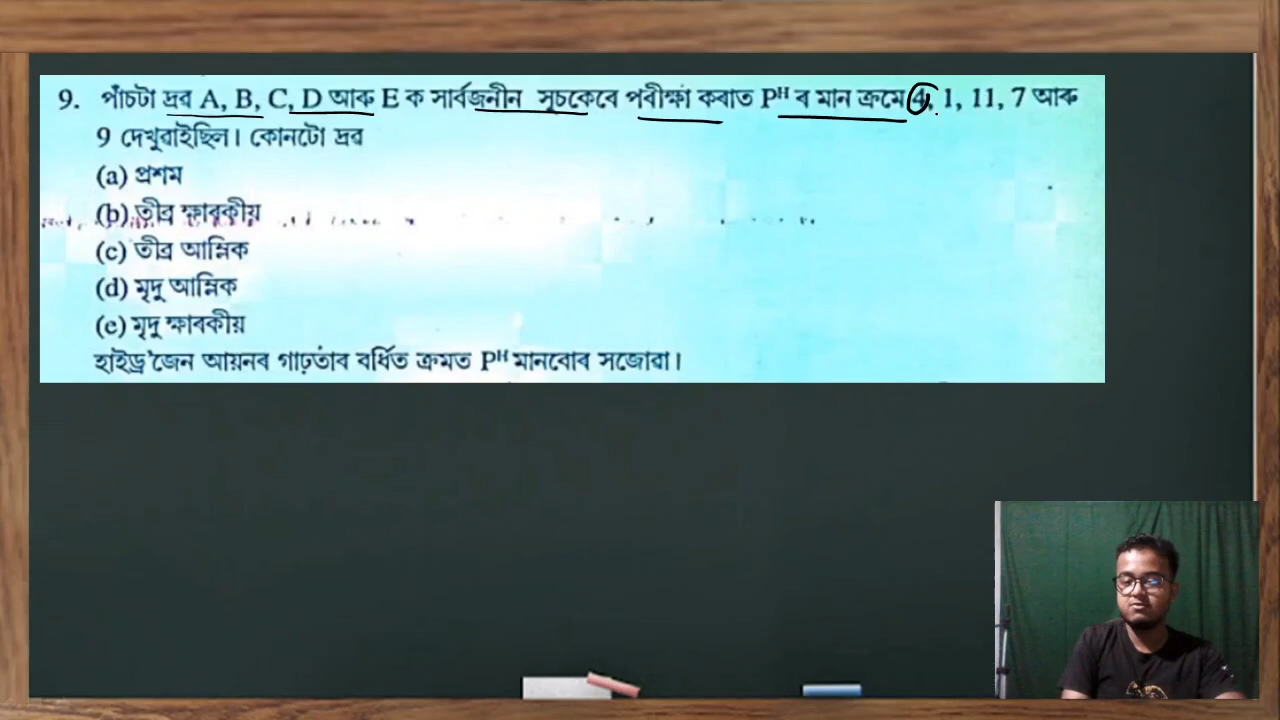 9. পাঁচটা দ্ৰৱ A, B, C, D আৰু E ক সাৰ্বজনীন সূচকেৰে পৰীক্ষা কৰাত Pᴴ ৰ মান ক্ৰমে 4, 1, 11, 7 আৰু
9 দেখুৱাইছিল। কোনটো দ্ৰৱ
(a) প্ৰশম
(b) তীব্ৰ ক্ষাৰকীয়
(c) তীব্ৰ আম্লিক
(d) মৃদু আম্লিক
(e) মৃদু ক্ষাৰকীয়
হাইড্ৰ'জেন আয়নৰ গাঢ়তাৰ বৰ্ধিত ক্ৰমত Pᴴ মানবোৰ সজোৱা।